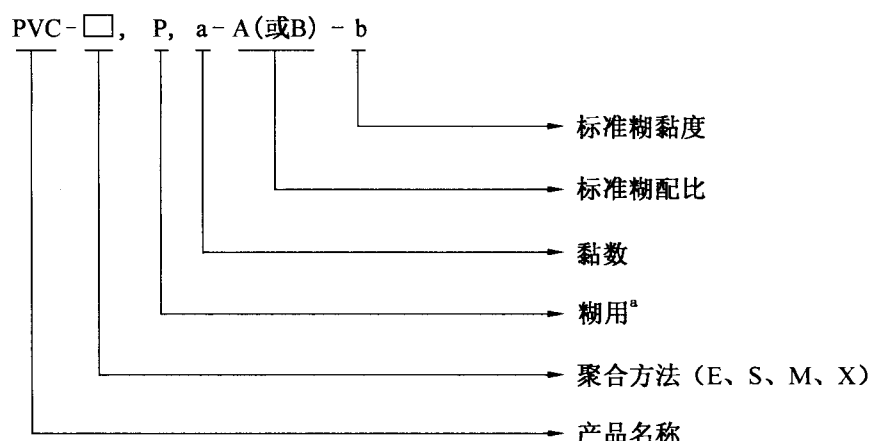 PVC-□, P, a-A(或B)-b
标准糊黏度
标准糊配比
黏数
糊用ᵃ
聚合方法（E、S、M、X）
产品名称